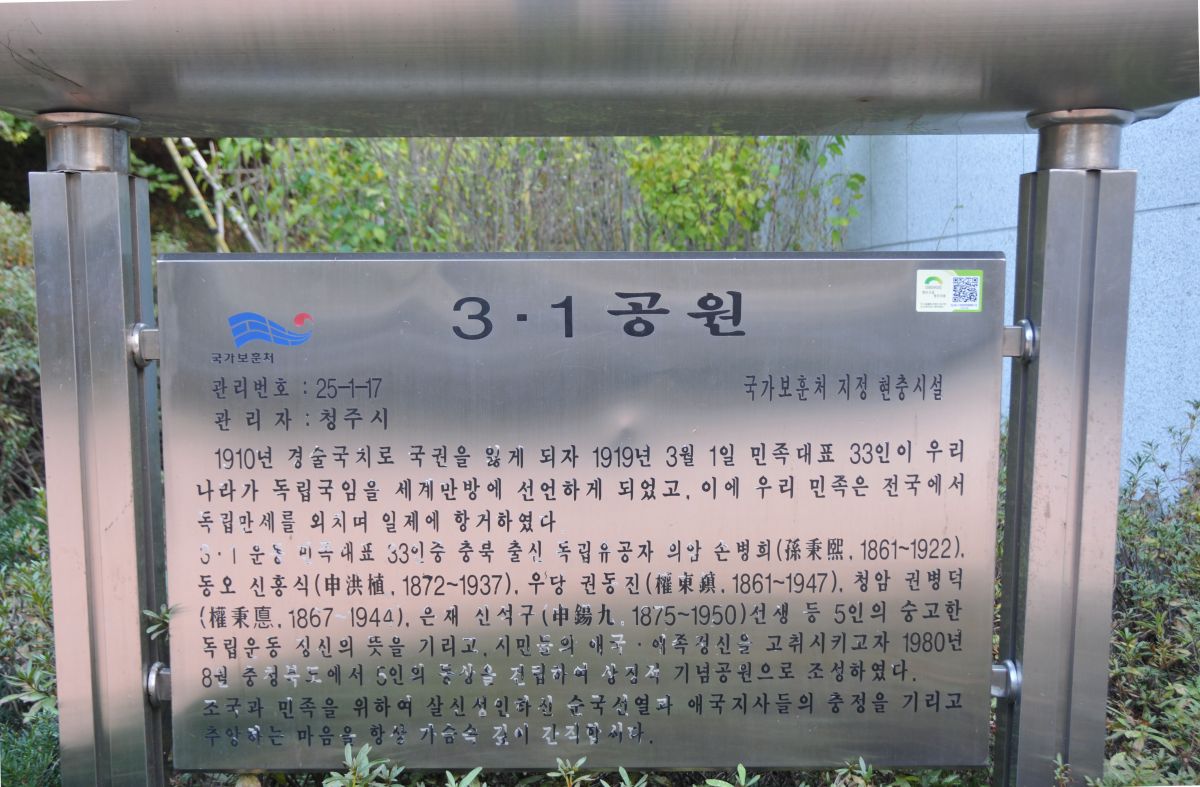 3·1공원
국가보훈처
관리번호 : 25-1-17
국가보훈처 지정 현충시설
관 리 자 : 청주시
1910년 경술국치로 국권을 잃게 되자 1919년 3월 1일 민족대표 33인이 우리
나라가 독립국임을 세계만방에 선언하게 되었고, 이에 우리 민족은 전국에서
독립만세를 외치며 일제에 항거하였다
3·1 운동 민족대표 33인중 충북 출신 독립유공자 의암 손병희(孫秉熙, 1861~1922),
동오 신홍식(申洪植, 1872~1937), 우당 권동진(權東鎭, 1861~1947), 청암 권병덕
(權秉悳, 1867~1944), 은재 신석구(申錫九, 1875~1950)선생 등 5인의 숭고한
독립운동 정신의 뜻을 기리고, 시민들의 애국·애족정신을 고취시키고자 1980년
8월 충청북도에서 5인의 동상을 건립하여 상징적 기념공원으로 조성하였다.
조국과 민족을 위하여 살신성인하신 순국선열과 애국지사들의 충정을 기리고
추앙하는 마음을 항상 가슴속 깊이 간직합시다.